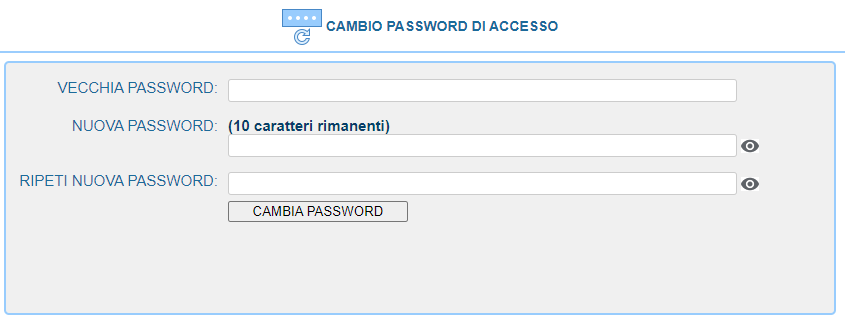 CAMBIO PASSWORD DI ACCESSO
VECCHIA PASSWORD:
NUOVA PASSWORD: (10 caratteri rimanenti)
RIPETI NUOVA PASSWORD:
CAMBIA PASSWORD